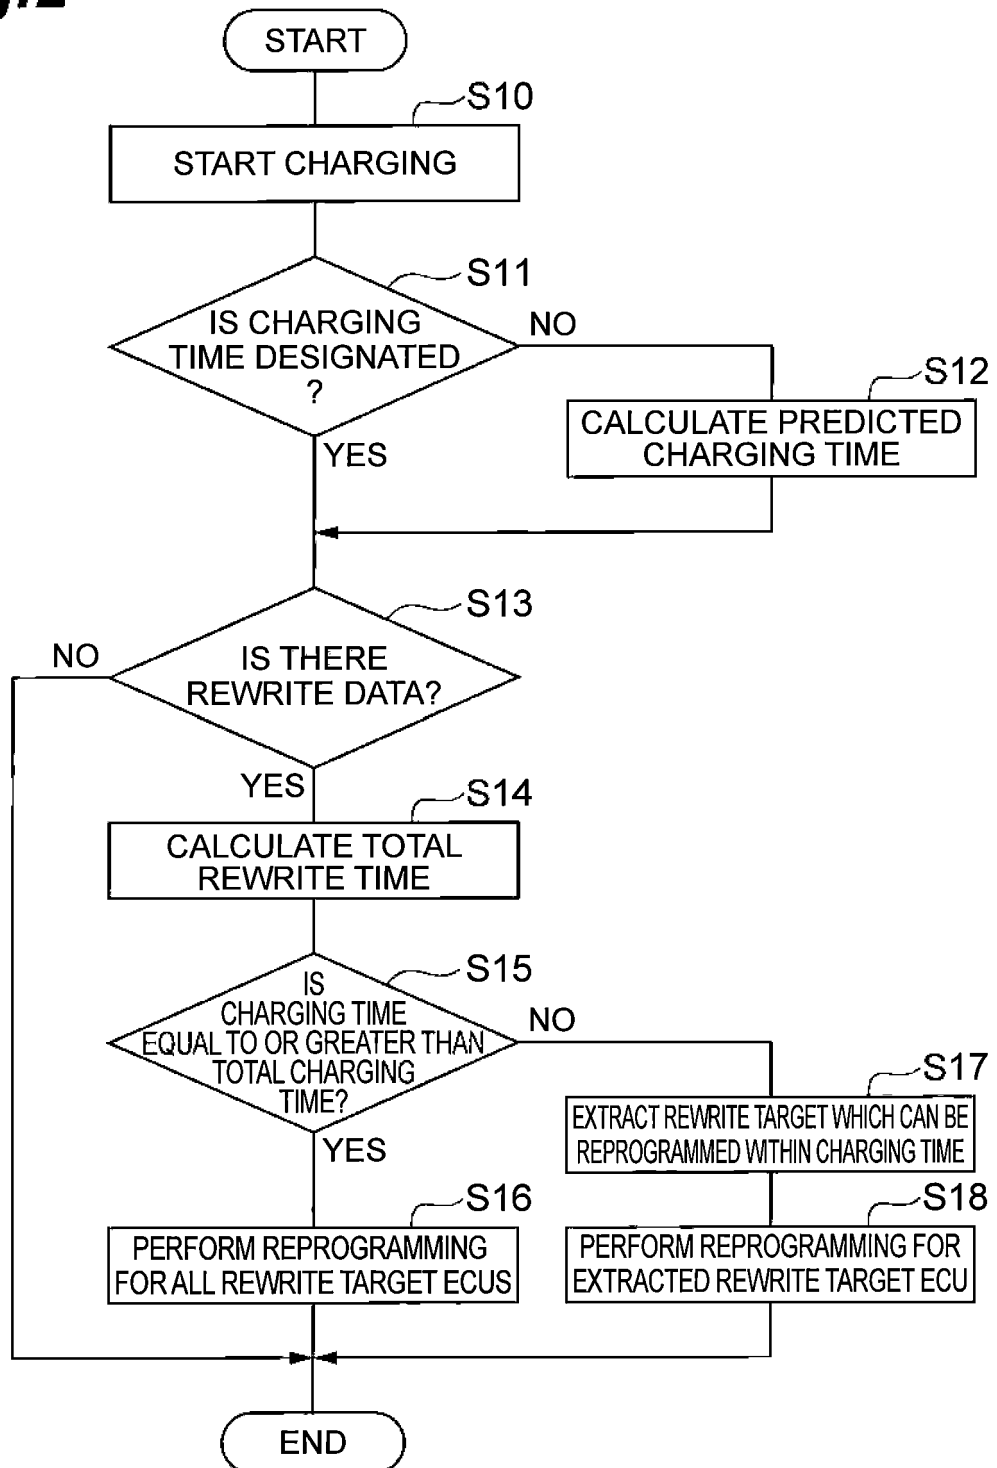 START
S10
START CHARGING
S11
IS CHARGING
TIME DESIGNATED
?
NO
YES
S12
CALCULATE PREDICTED
CHARGING TIME
S13
IS THERE
REWRITE DATA?
NO
YES
S14
CALCULATE TOTAL
REWRITE TIME
S15
IS
CHARGING TIME
EQUAL TO OR GREATER THAN
TOTAL CHARGING
TIME?
NO
YES
S17
EXTRACT REWRITE TARGET WHICH CAN BE
REPROGRAMMED WITHIN CHARGING TIME
S16
PERFORM REPROGRAMMING
FOR ALL REWRITE TARGET ECUS
S18
PERFORM REPROGRAMMING FOR
EXTRACTED REWRITE TARGET ECU
END